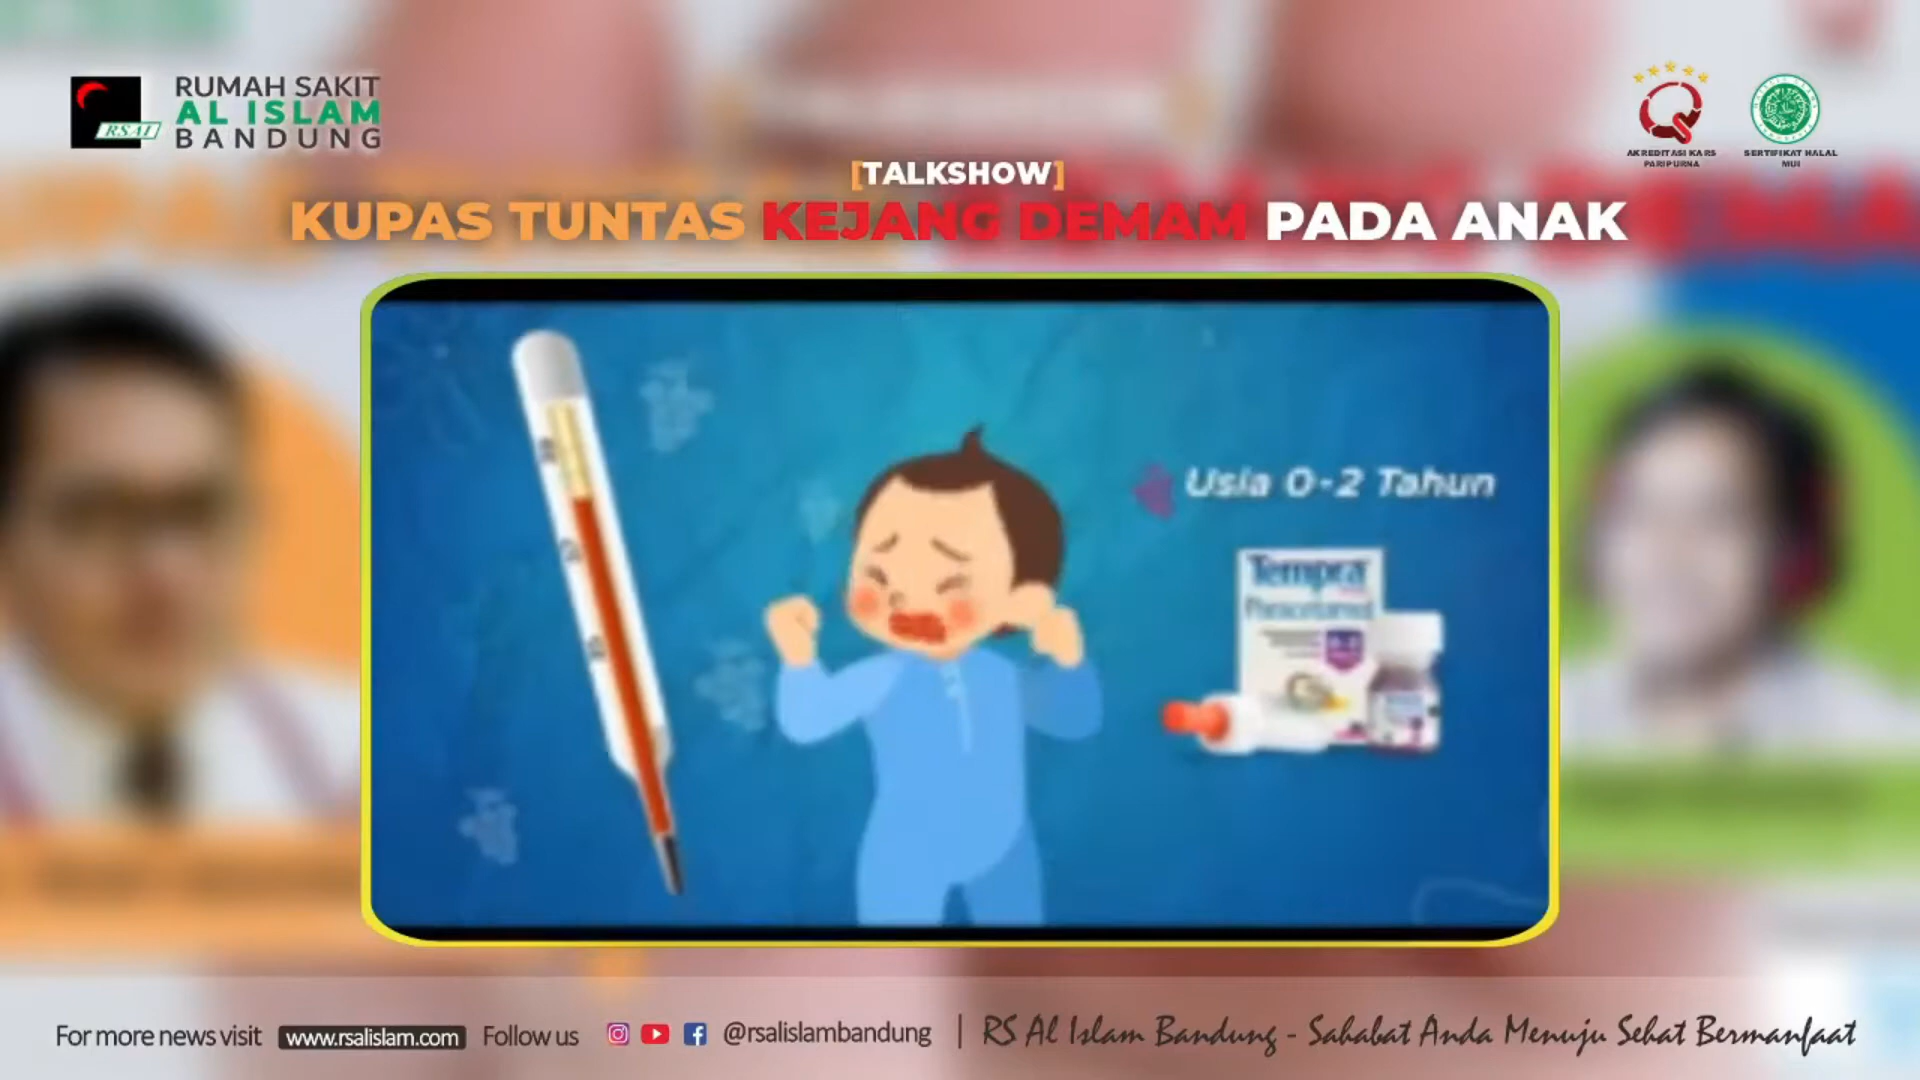 RUMAH SAKIT
AL ISLAM
BANDUNG
RSAI
AKREDITASI KARS
PARIPURNA
SERTIFIKAT HALAL
MUI
[TALKSHOW]
KUPAS TUNTAS KEJANG DEMAM PADA ANAK
Usia 0-2 Tahun
Tempra
Paracetamol
For more news visit www.rsalislam.com Follow us @rsalislambandung | RS Al Islam Bandung - Sahabat Anda Menuju Sehat Bermanfaat